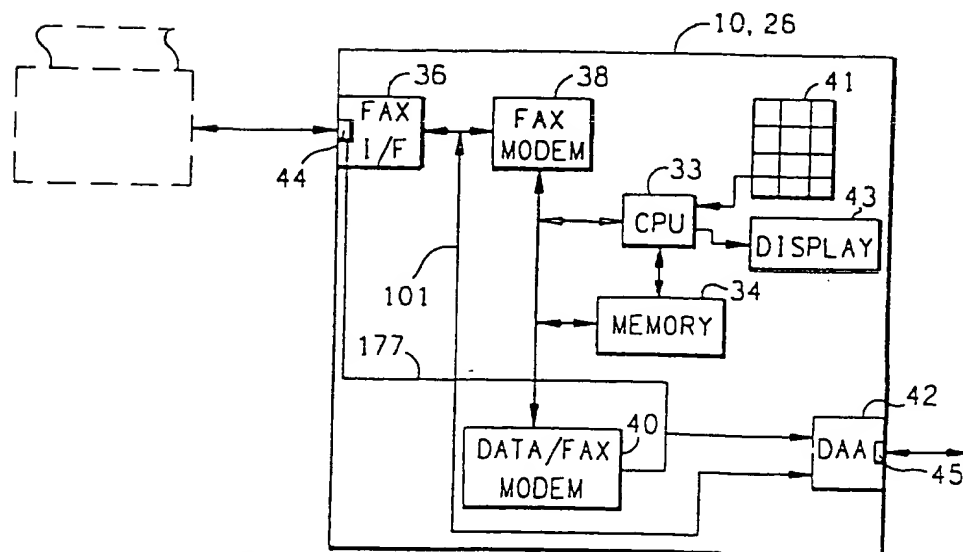 10, 26
36
38
41
FAX
I/F
FAX
MODEM
44
33
CPU
43
DISPLAY
101
34
MEMORY
177
42
DATA/FAX
MODEM
40
DAA
45